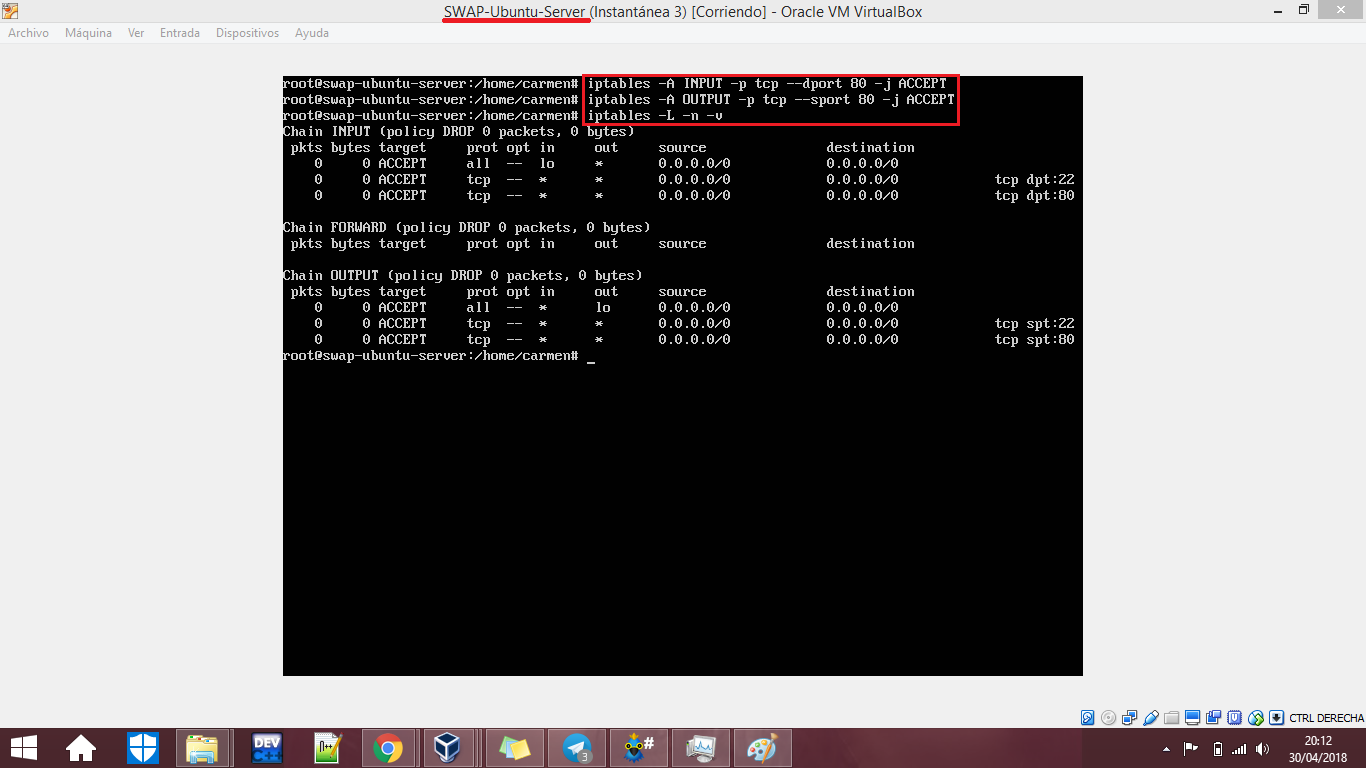 SWAP-Ubuntu-Server (Instantánea 3) [Corriendo] - Oracle VM VirtualBox
Archivo Máquina Ver Entrada Dispositivos Ayuda
root@swap-ubuntu-server:/home/carmen# iptables -A INPUT -p tcp --dport 80 -j ACCEPT
root@swap-ubuntu-server:/home/carmen# iptables -A OUTPUT -p tcp --sport 80 -j ACCEPT
root@swap-ubuntu-server:/home/carmen# iptables -L -n -v
Chain INPUT (policy DROP 0 packets, 0 bytes)
pkts bytes target prot opt in out source destination
0 0 ACCEPT all -- lo * 0.0.0.0/0 0.0.0.0/0
0 0 ACCEPT tcp -- * * 0.0.0.0/0 0.0.0.0/0 tcp dpt:22
0 0 ACCEPT tcp -- * * 0.0.0.0/0 0.0.0.0/0 tcp dpt:80
Chain FORWARD (policy DROP 0 packets, 0 bytes)
pkts bytes target prot opt in out source destination
Chain OUTPUT (policy DROP 0 packets, 0 bytes)
pkts bytes target prot opt in out source destination
0 0 ACCEPT all -- * lo 0.0.0.0/0 0.0.0.0/0
0 0 ACCEPT tcp -- * * 0.0.0.0/0 0.0.0.0/0 tcp spt:22
0 0 ACCEPT tcp -- * * 0.0.0.0/0 0.0.0.0/0 tcp spt:80
root@swap-ubuntu-server:/home/carmen# _
CTRL DERECHA
DEV C++
N++
3
#
20:12
30/04/2018